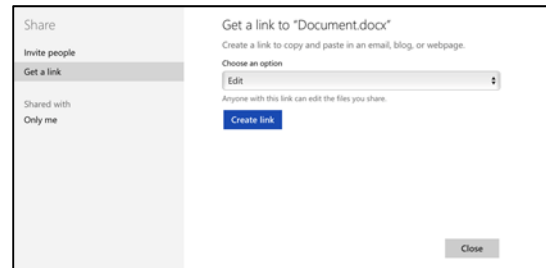 Share
Invite people
Get a link
Shared with
Only me
Get a link to "Document.docx"
Create a link to copy and paste in an email, blog, or webpage.
Choose an option
Edit
Anyone with this link can edit the files you share.
Create link
Close